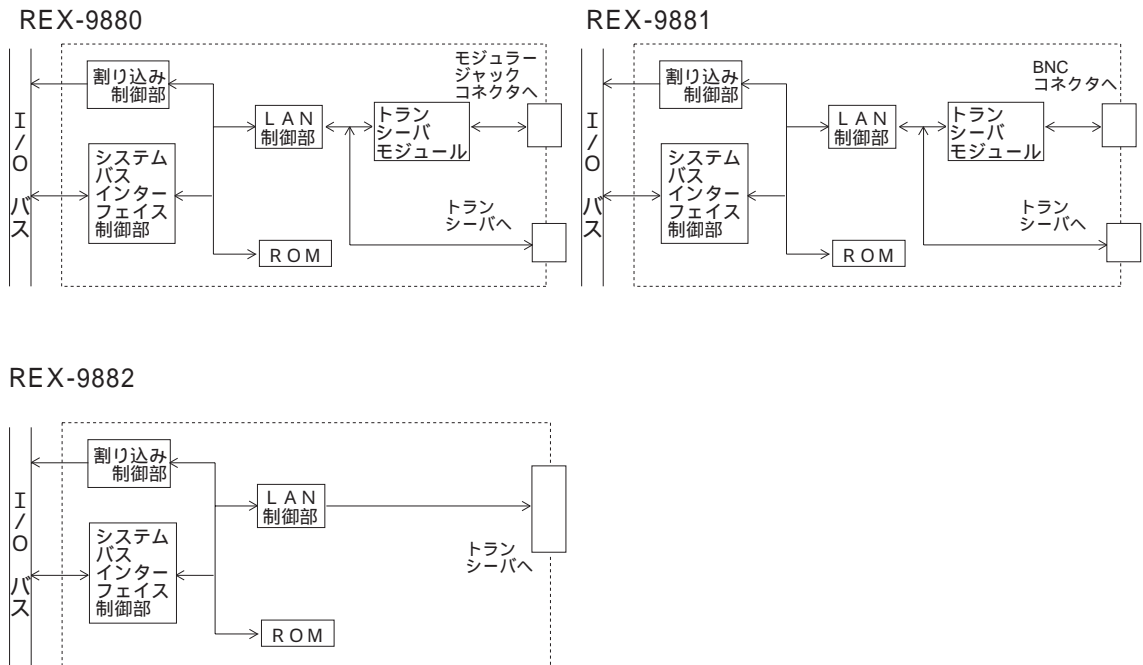 REX-9880
I/O バス
割り込み
制御部
システム
バス
インター
フェイス
制御部
LAN
制御部
ROM
トラン
シーバ
モジュール
モジュラー
ジャック
コネクタへ
トラン
シーバへ
REX-9881
I/O バス
割り込み
制御部
システム
バス
インター
フェイス
制御部
LAN
制御部
ROM
トラン
シーバ
モジュール
BNC
コネクタへ
トラン
シーバへ
REX-9882
I/O バス
割り込み
制御部
システム
バス
インター
フェイス
制御部
LAN
制御部
ROM
トラン
シーバへ